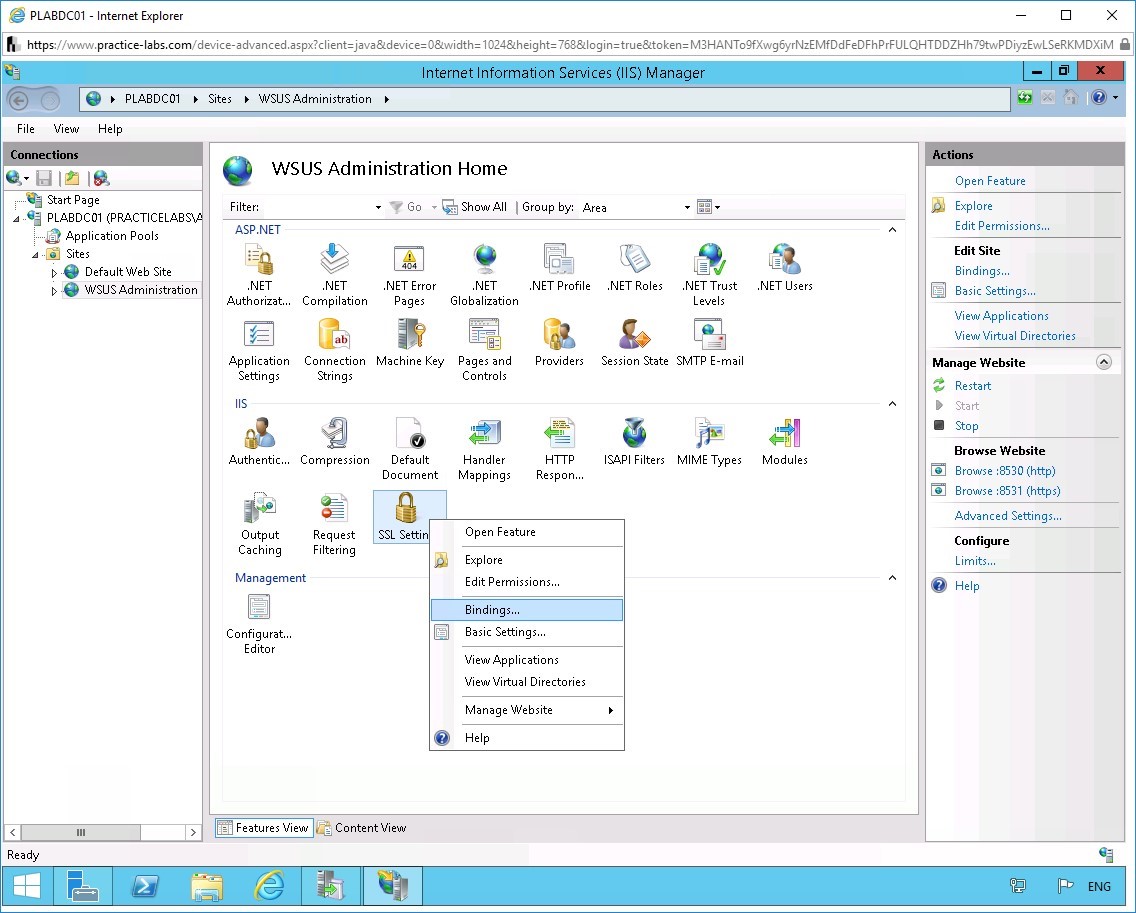 PLABDC01 - Internet Explorer
https://www.practice-labs.com/device-advanced.aspx?client=java&device=0&width=1024&height=768&login=true&token=M3HANTo9fXwg6yrNzEMfDdFeDFhPrFULQHTDDZHh79twPDiyzEwLSeRKMDXiM
Internet Information Services (IIS) Manager
PLABDC01 Sites WSUS Administration
File View Help
Connections
Start Page
PLABDC01 (PRACTICELABS\A
Application Pools
Sites
Default Web Site
WSUS Administration
WSUS Administration Home
Filter: Go Show All Group by: Area
ASP.NET
.NET Authorizat...
.NET Compilation
.NET Error Pages
.NET Globalization
.NET Profile
.NET Roles
.NET Trust Levels
.NET Users
404
Application Settings
Connection Strings
ab
Machine Key
Pages and Controls
Providers
Session State
SMTP E-mail
IIS
Authentic...
Compression
Default Document
Handler Mappings
HTTP Respon...
ISAPI Filters
MIME Types
Modules
Output Caching
Request Filtering
SSL Settin
Management
Configurat... Editor
Open Feature
Explore
Edit Permissions...
Bindings...
Basic Settings...
View Applications
View Virtual Directories
Manage Website
Help
Features View
Content View
Actions
Open Feature
Explore
Edit Permissions...
Edit Site
Bindings...
Basic Settings...
View Applications
View Virtual Directories
Manage Website
Restart
Start
Stop
Browse Website
Browse :8530 (http)
Browse :8531 (https)
Advanced Settings...
Configure
Limits...
Help
Ready
ENG